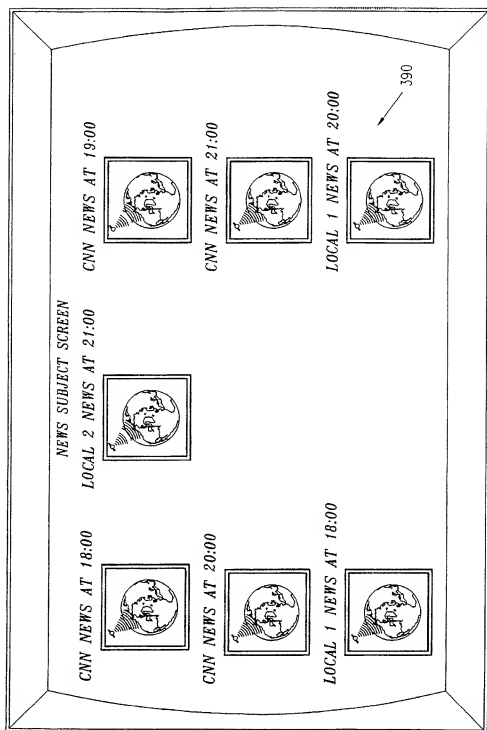 NEWS SUBJECT SCREEN
CNN NEWS AT 18:00
LOCAL 2 NEWS AT 21:00
CNN NEWS AT 19:00
CNN NEWS AT 20:00
CNN NEWS AT 21:00
LOCAL 1 NEWS AT 18:00
LOCAL 1 NEWS AT 20:00
390